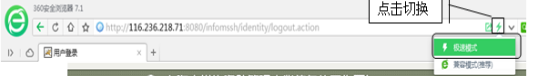 360安全浏览器 7.1
点击切换
http://116.236.218.71:8080/infomssh/identity/logout.action
极速模式
用户登录
兼容模式(推荐)